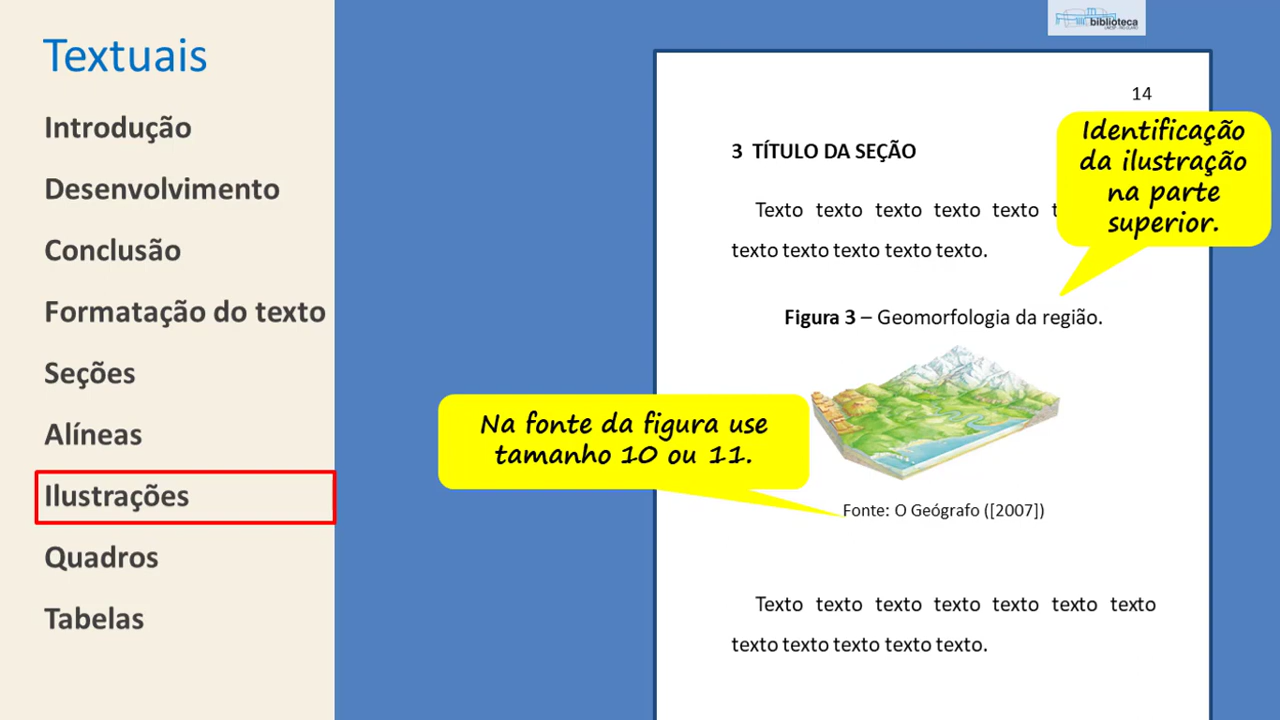 Textuais
Introdução
Desenvolvimento
Conclusão
Formatação do texto
Seções
Alíneas
Ilustrações
Quadros
Tabelas
biblioteca
14
3 TÍTULO DA SEÇÃO
Identificação
da ilustração
na parte
superior.
Texto texto texto texto texto
texto texto texto texto texto.
Figura 3 – Geomorfologia da região.
Na fonte da figura use
tamanho 10 ou 11.
Fonte: O Geógrafo ([2007])
Texto texto texto texto texto texto texto
texto texto texto texto texto.